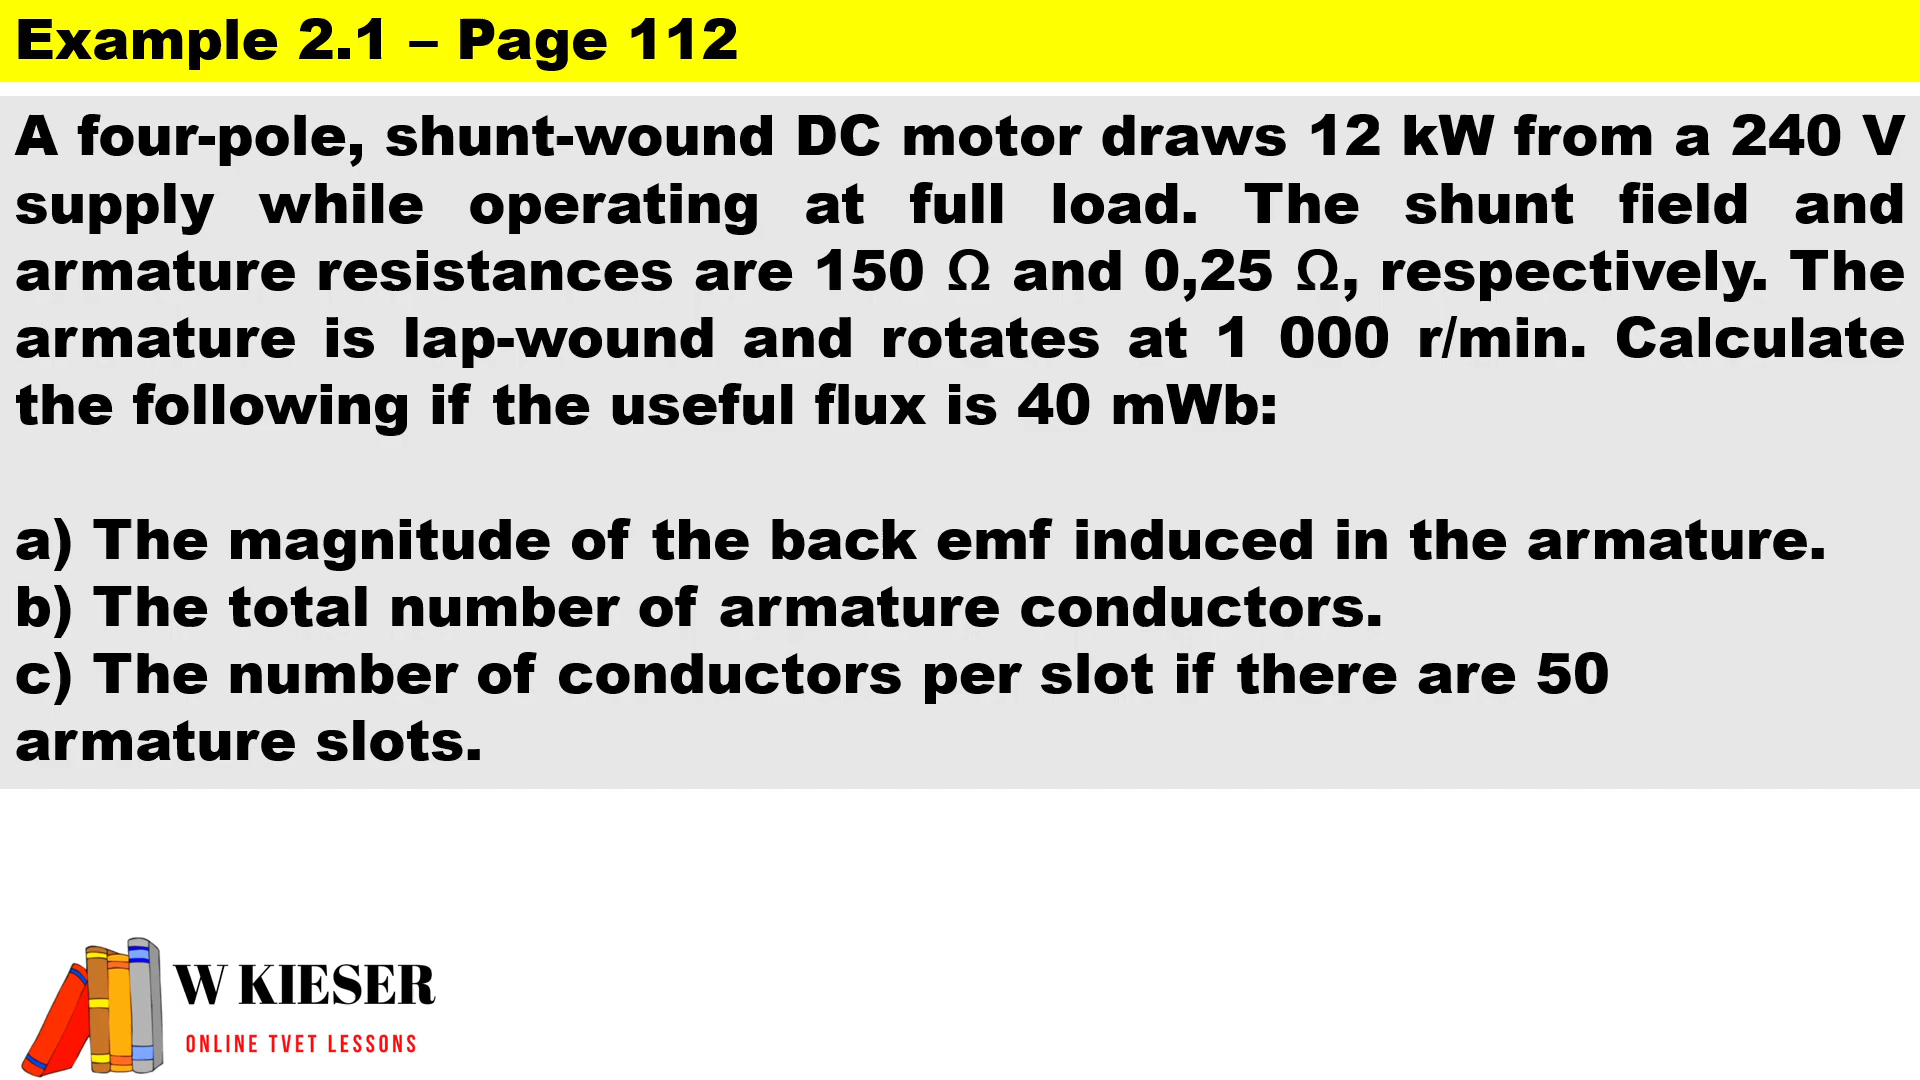 Example 2.1 – Page 112
A four-pole, shunt-wound DC motor draws 12 kW from a 240 V
supply while operating at full load. The shunt field and
armature resistances are 150 Ω and 0,25 Ω, respectively. The
armature is lap-wound and rotates at 1 000 r/min. Calculate
the following if the useful flux is 40 mWb:
a) The magnitude of the back emf induced in the armature.
b) The total number of armature conductors.
c) The number of conductors per slot if there are 50
armature slots.
W KIESER
ONLINE TVET LESSONS